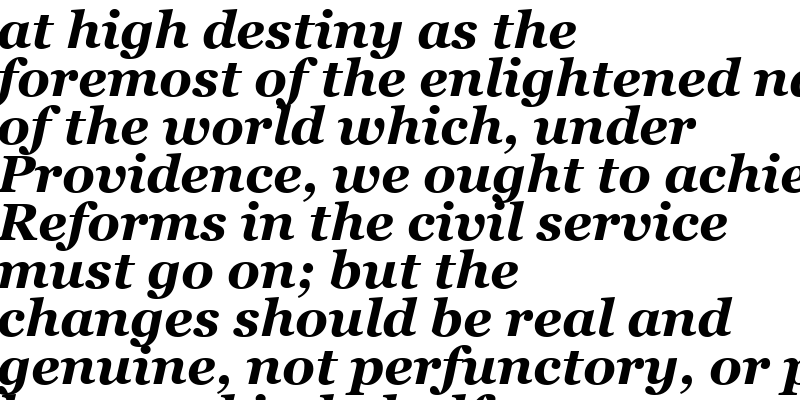 at high destiny as the
foremost of the enlightened
of the world which, under
Providence, we ought to
Reforms in the civil service
must go on; but the
changes should be real and
genuine, not perfunctory, or